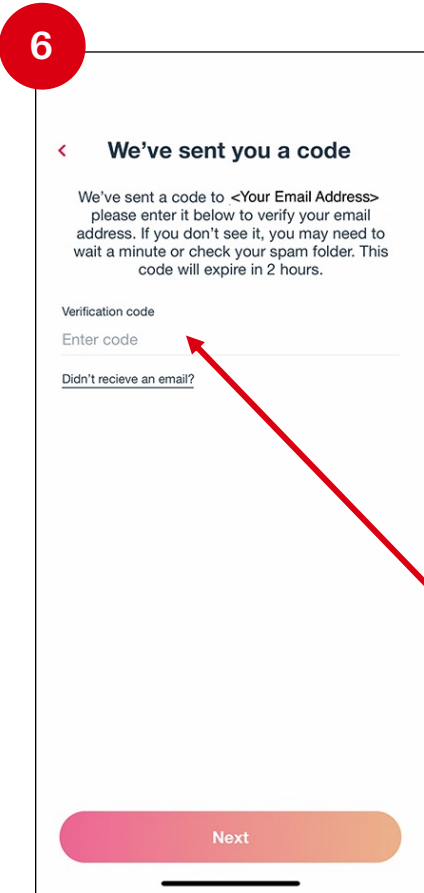 6
We’ve sent you a code
We’ve sent a code to <Your Email Address>
please enter it below to verify your email
address. If you don’t see it, you may need to
wait a minute or check your spam folder. This
code will expire in 2 hours.
Verification code
Enter code
Didn’t recieve an email?
Next